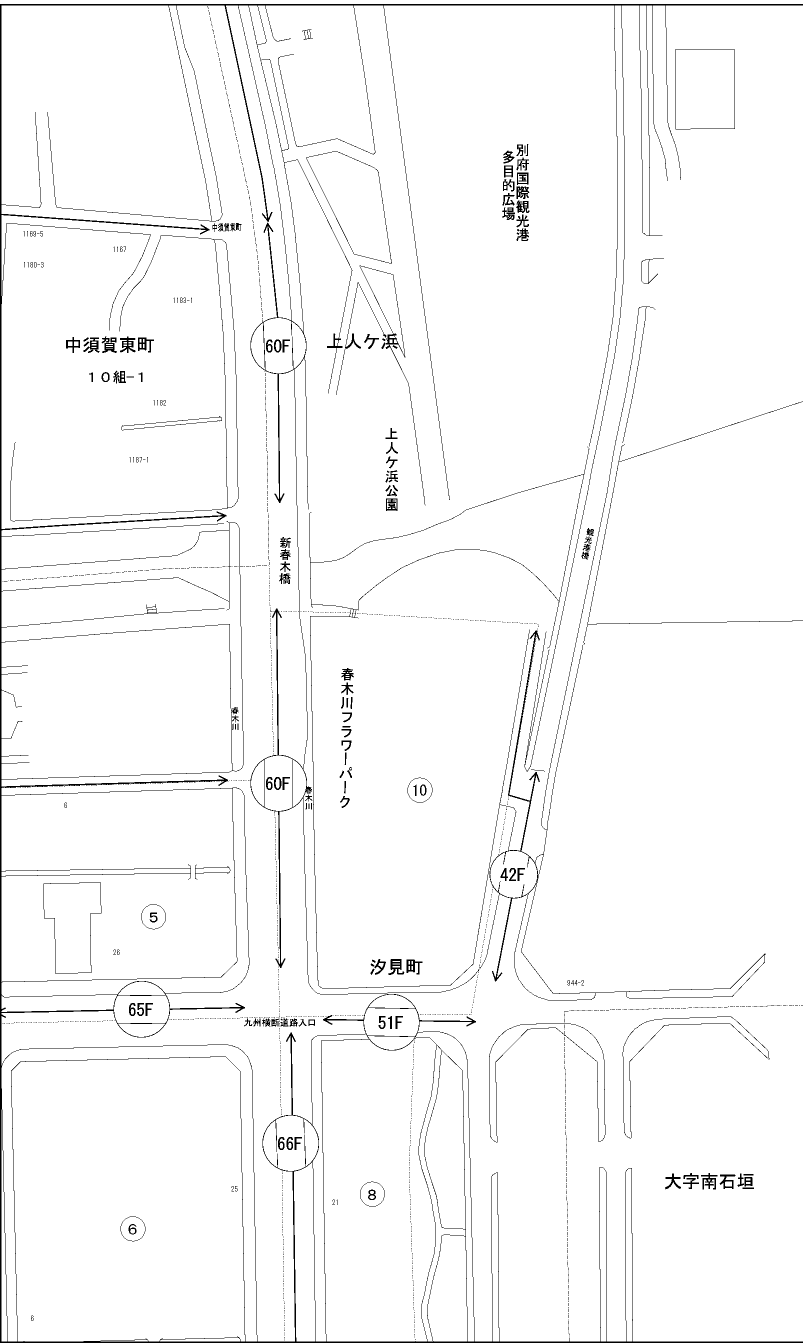 別府国際観光港
多目的広場
中須賀東町
1189-5
1167
1180-3
1183-1
60F
上人ケ浜
中須賀東町
10組-1
1182
上人ケ浜公園
1187-1
新春木橋
観光港橋
春木川フラワーパーク
春木川
60F
春木川
10
6
42F
5
26
汐見町
944-2
65F
九州横断道路入口
51F
66F
大字南石垣
25
8
21
6
6